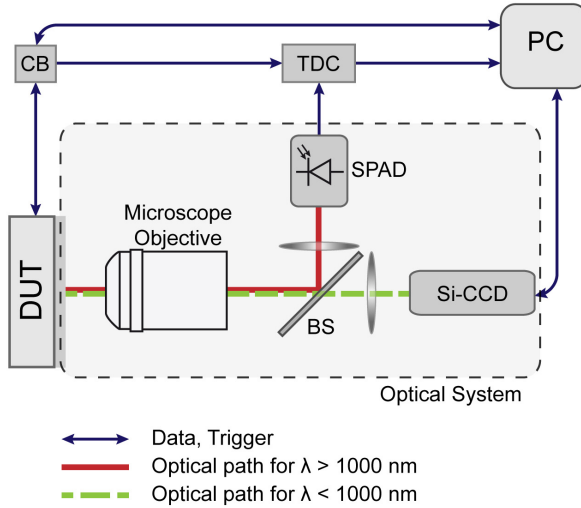 PC
CB
TDC
SPAD
Microscope
Objective
DUT
Si-CCD
BS
Optical System
Data, Trigger
Optical path for λ > 1000 nm
Optical path for λ < 1000 nm